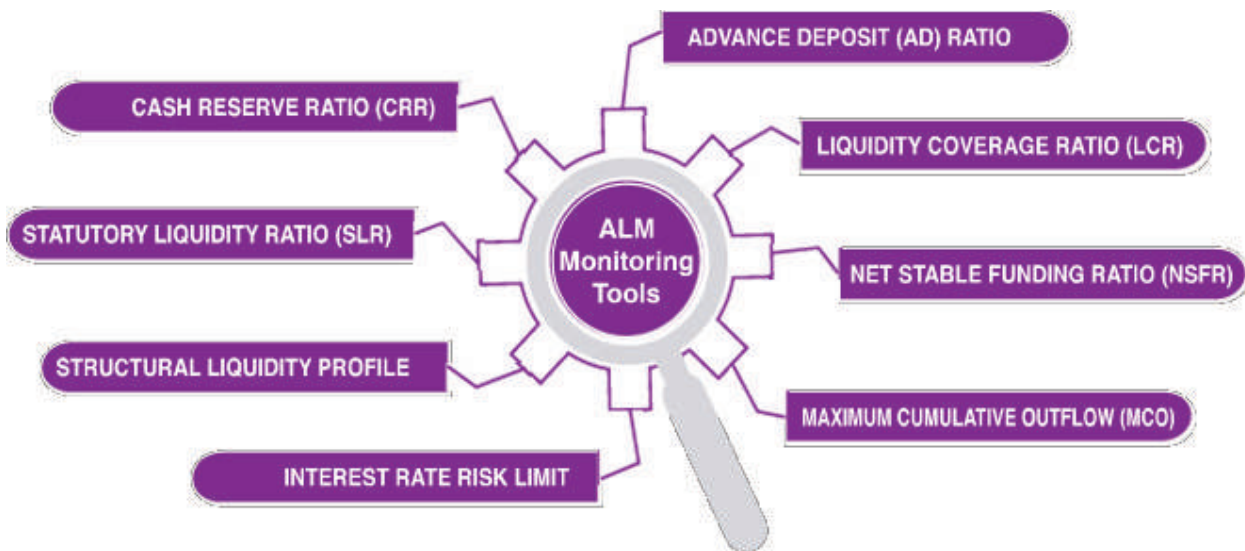 ADVANCE DEPOSIT (AD) RATIO
CASH RESERVE RATIO (CRR)
LIQUIDITY COVERAGE RATIO (LCR)
STATUTORY LIQUIDITY RATIO (SLR)
ALM
Monitoring
Tools
NET STABLE FUNDING RATIO (NSFR)
STRUCTURAL LIQUIDITY PROFILE
MAXIMUM CUMULATIVE OUTFLOW (MCO)
INTEREST RATE RISK LIMIT